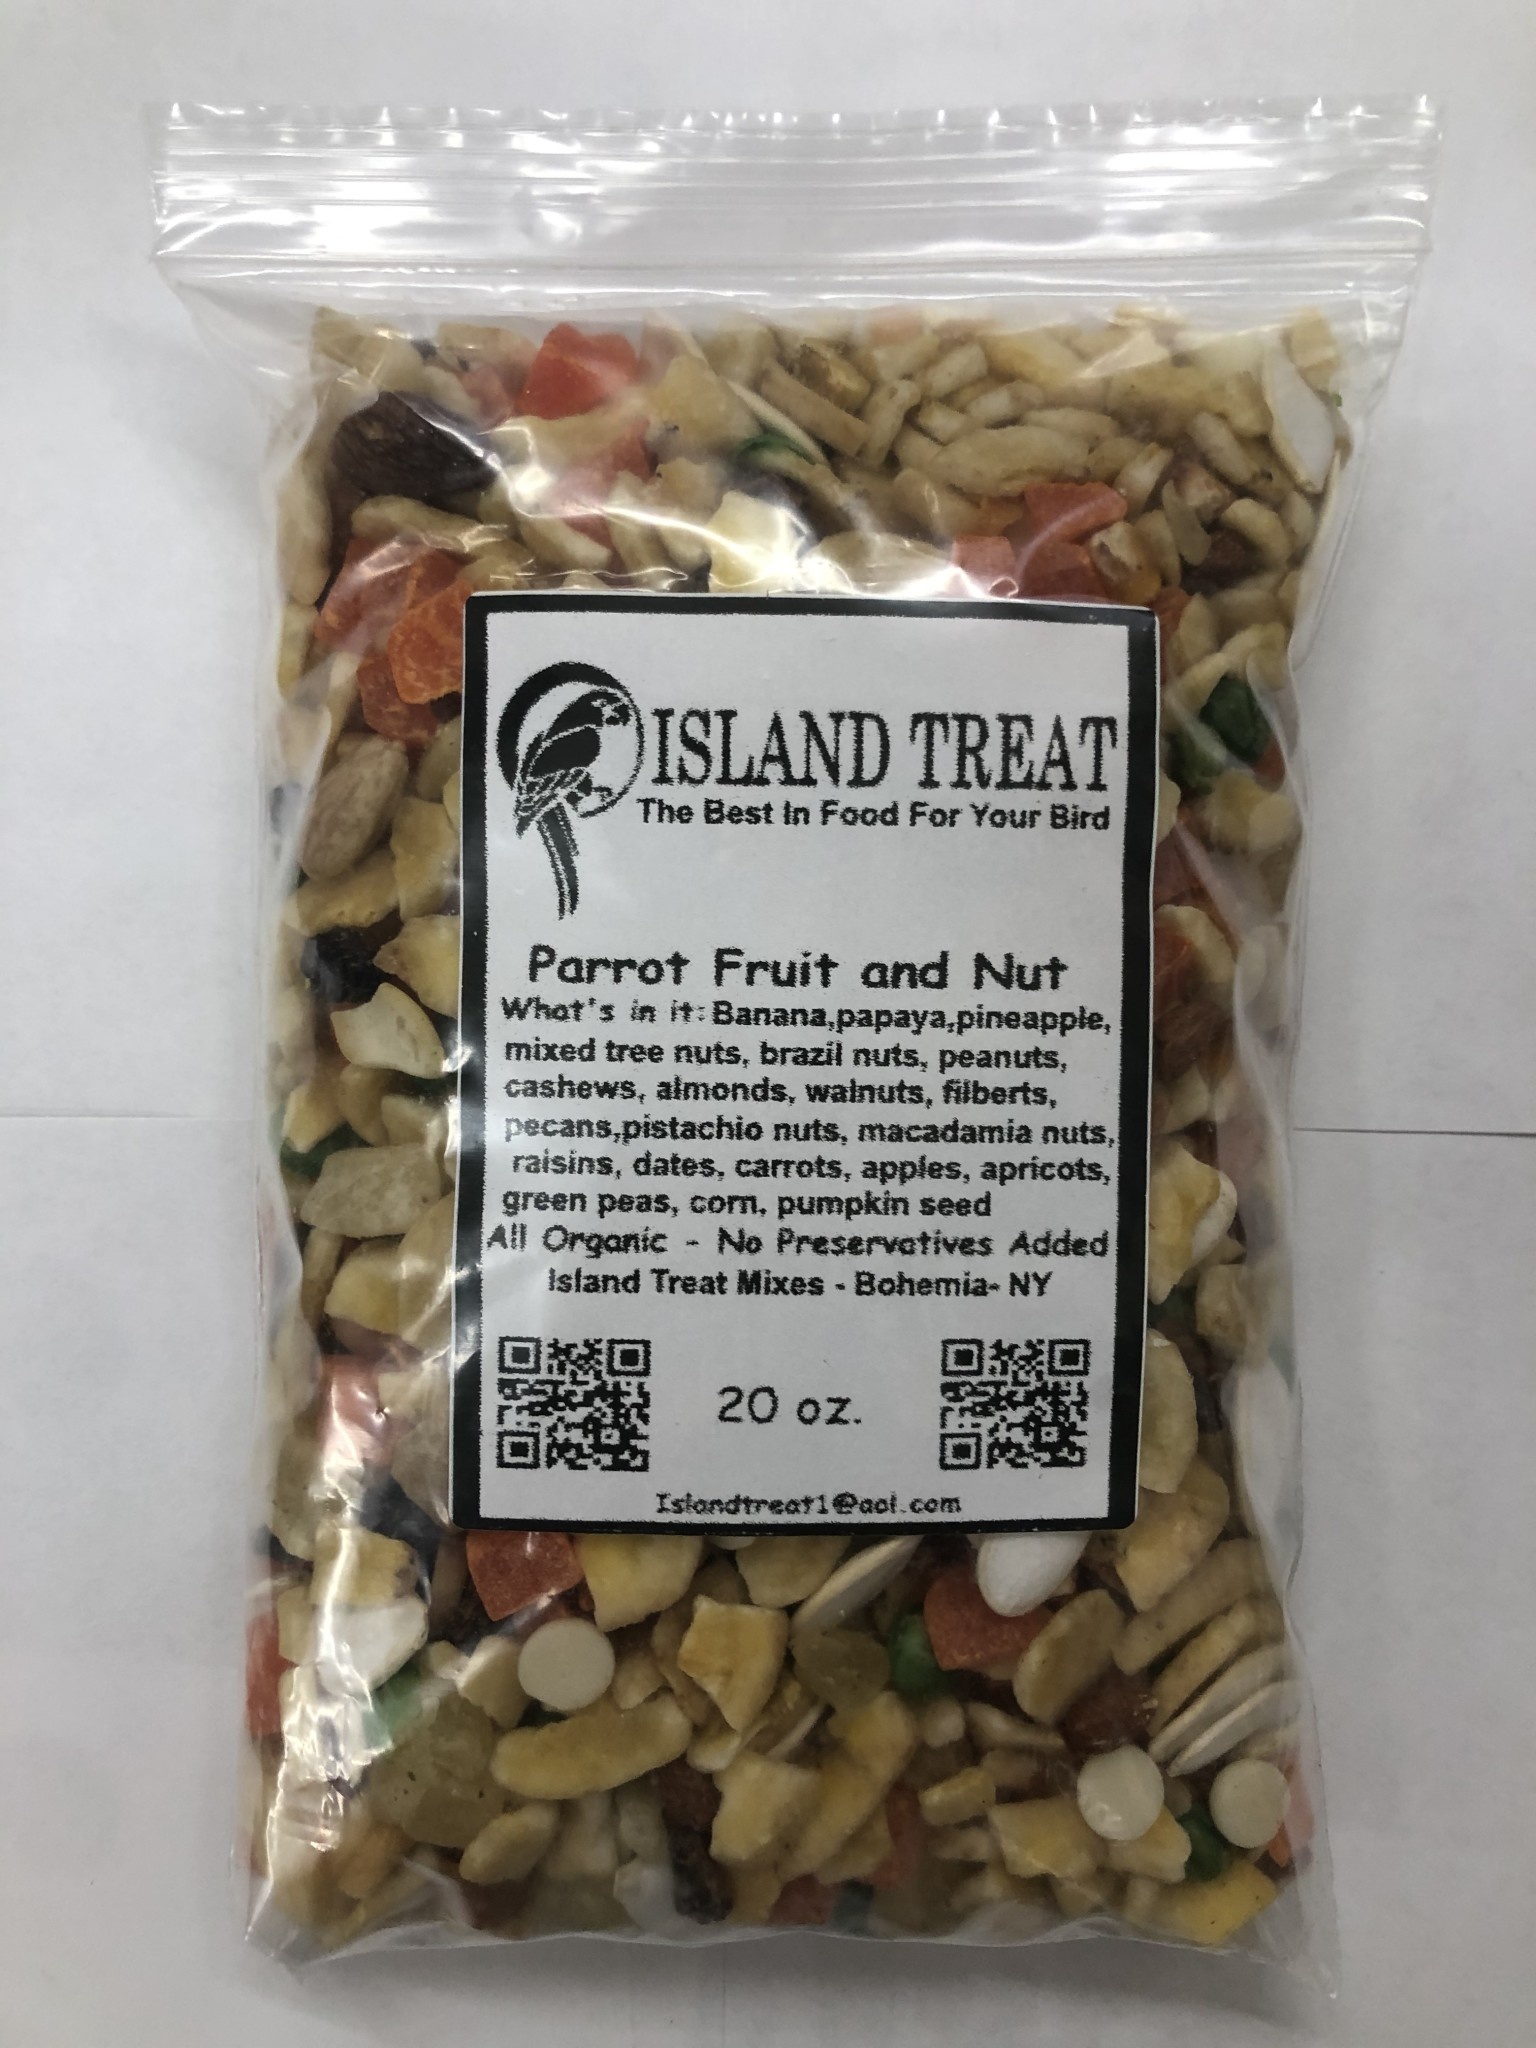 ISLAND TREAT
The Best In Food For Your Bird
Parrot Fruit and Nut
What's in it: Banana,papaya,pineapple,
mixed tree nuts, brazil nuts, peanuts,
cashews, almonds, walnuts, filberts,
pecans,pistachio nuts, macadamia nuts,
raisins, dates, carrots, apples, apricots,
green peas, corn, pumpkin seed
All Organic - No Preservatives Added
Island Treat Mixes - Bohemia- NY
20 oz.
Islandtreat1@aol.com